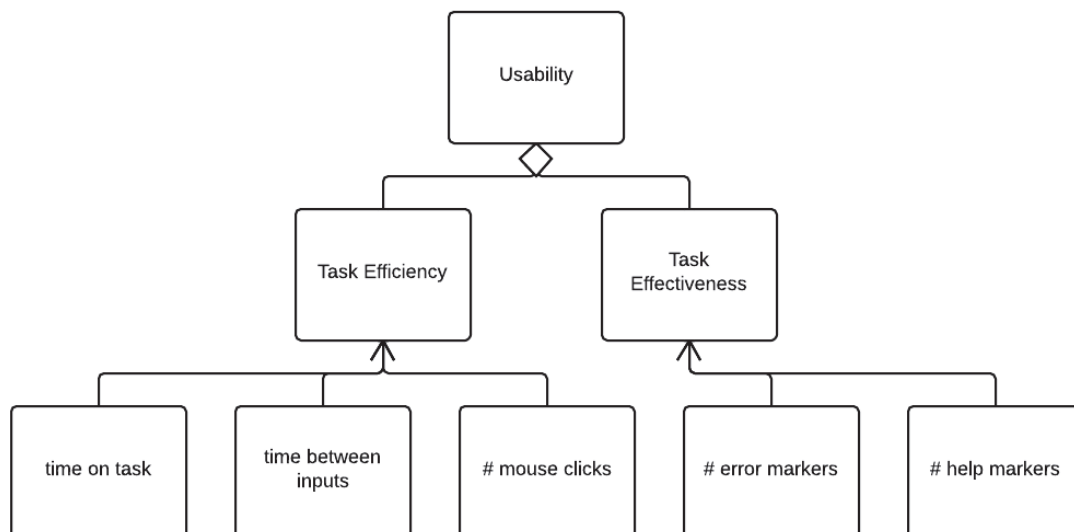 Usability
Task Efficiency
Task
Effectiveness
time on task
time between
inputs
# mouse clicks
# error markers
# help markers